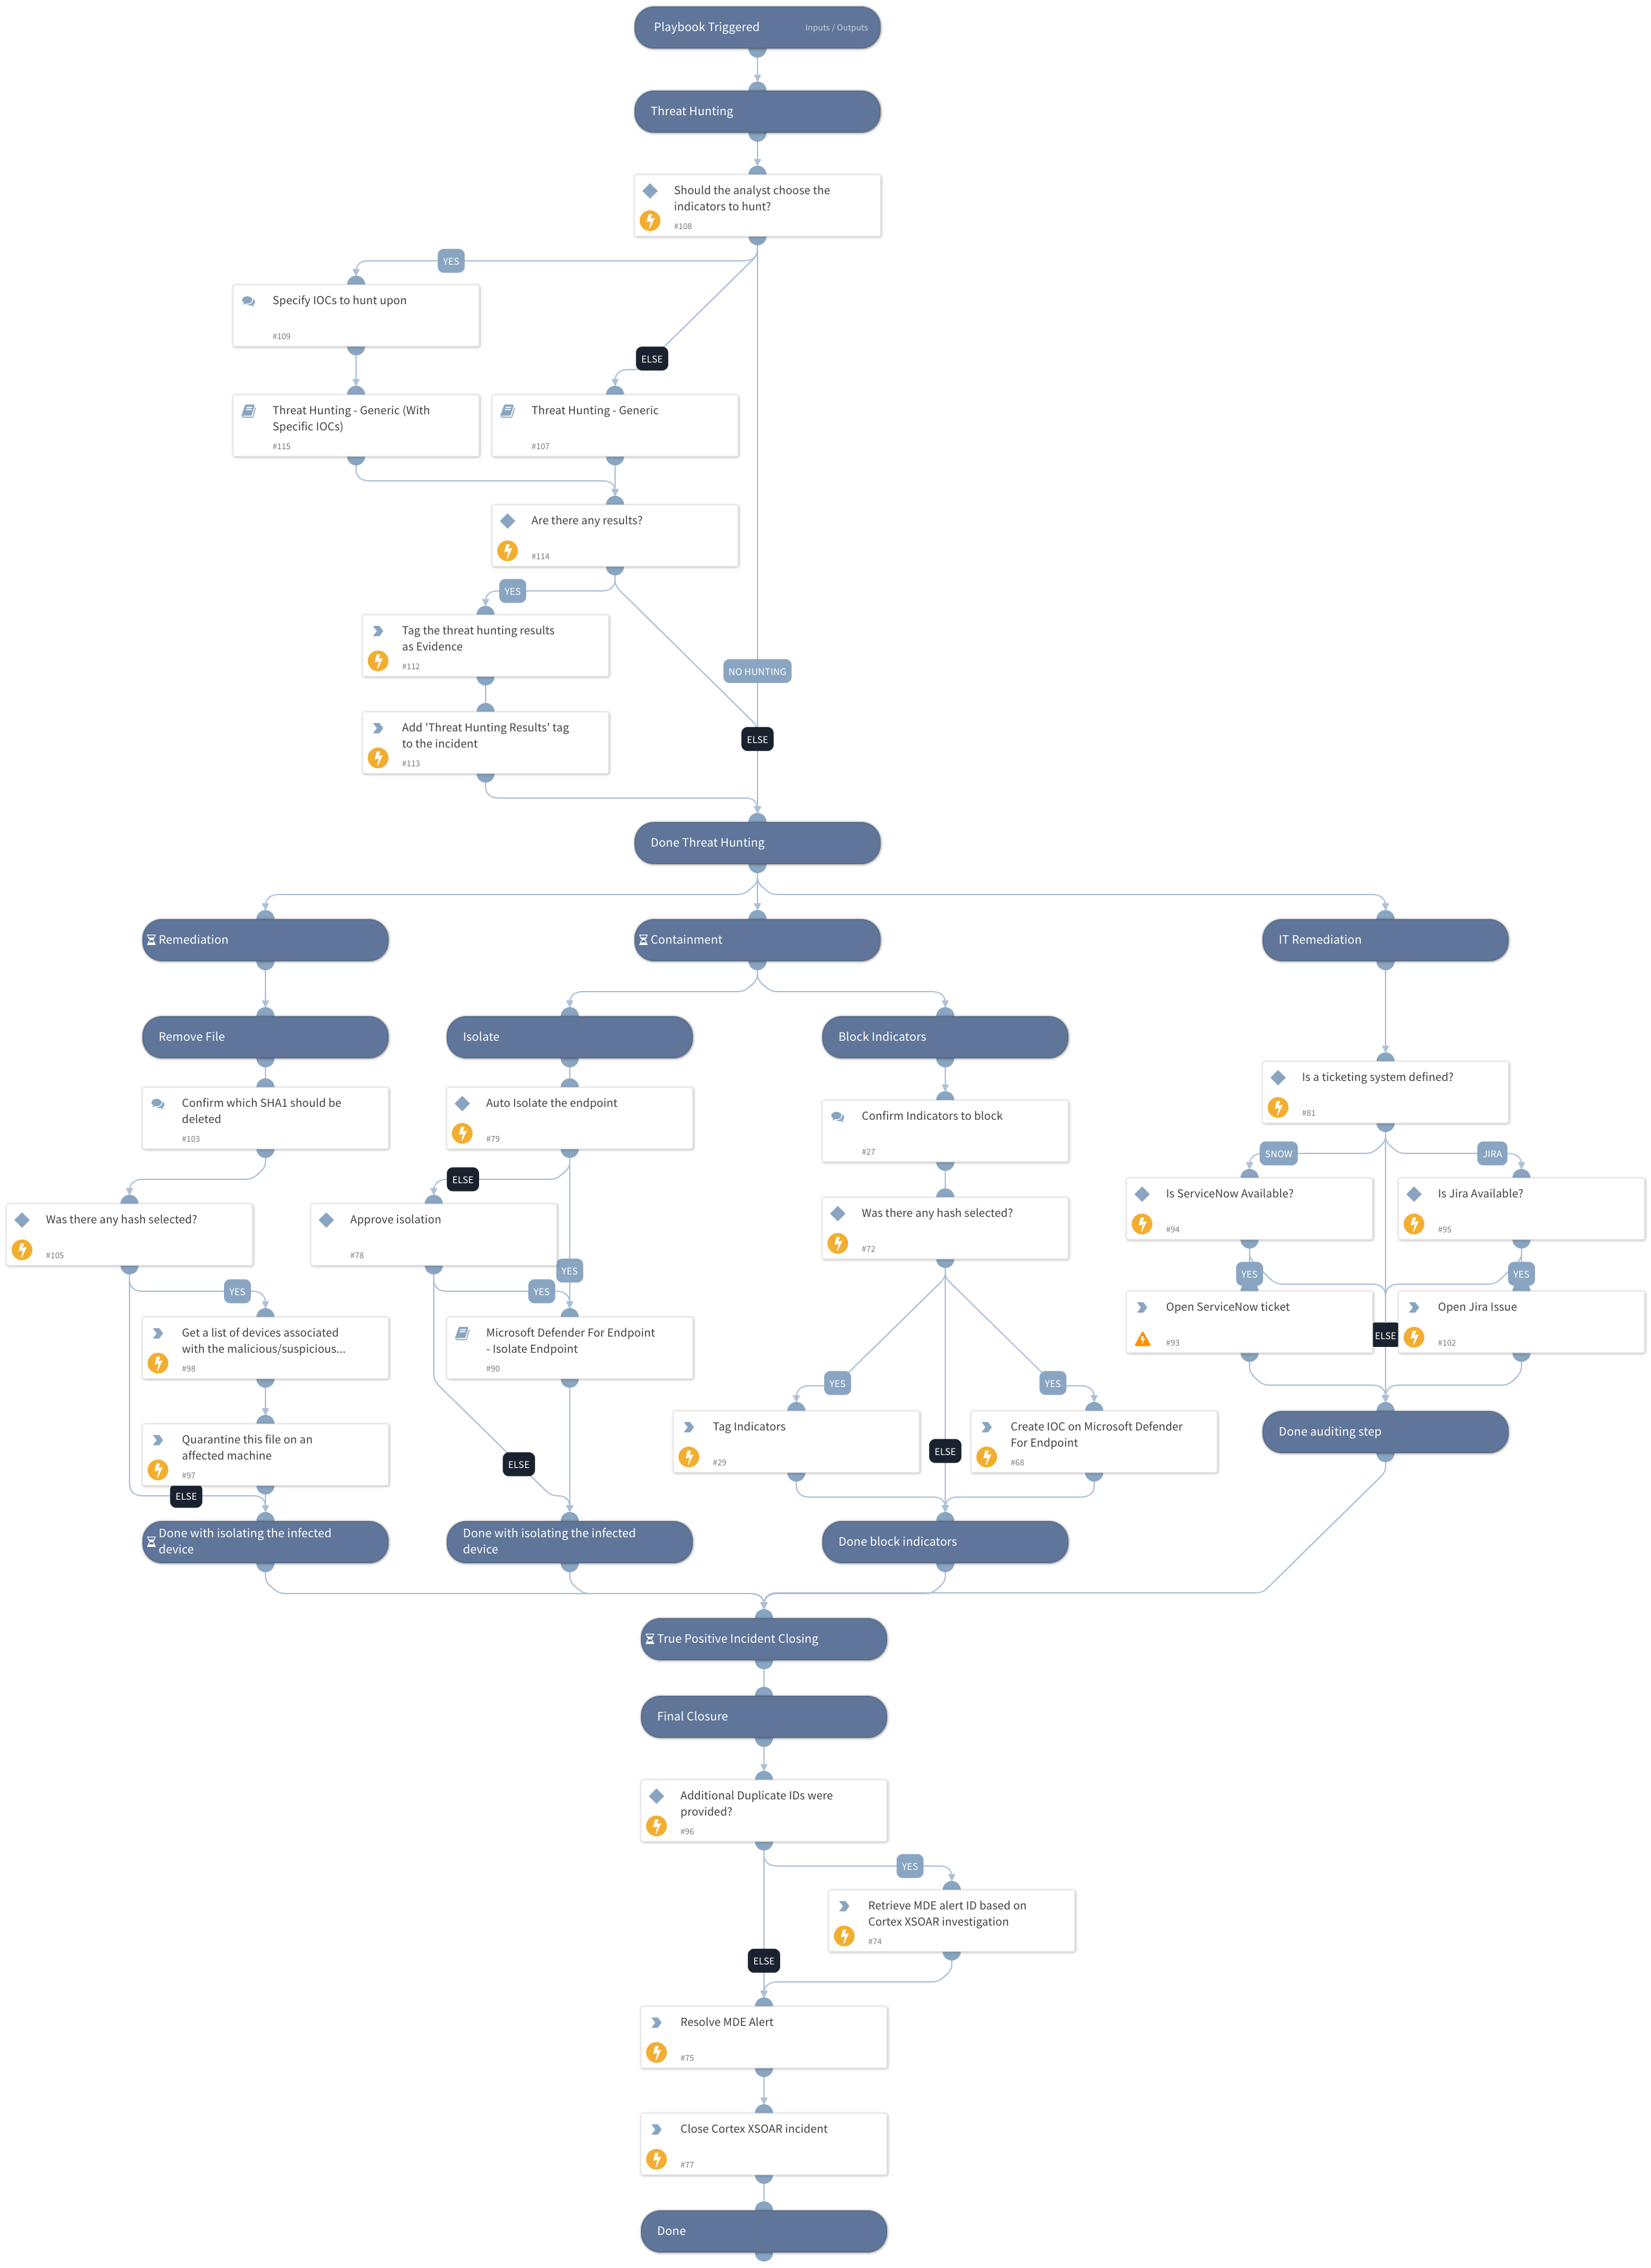 Playbook Triggered
Inputs / Outputs
Threat Hunting
Should the analyst choose the
indicators to hunt?
#108
YES
Specify IOCs to hunt upon
#109
ELSE
Threat Hunting - Generic (With
Specific IOCs)
#115
Threat Hunting - Generic
#107
Are there any results?
#114
YES
Tag the threat hunting results
as Evidence
#112
NO HUNTING
Add 'Threat Hunting Results' tag
to the incident
#113
ELSE
Done Threat Hunting
Remediation
Containment
IT Remediation
Remove File
Isolate
Block Indicators
Confirm which SHA1 should be
deleted
#103
Auto Isolate the endpoint
#79
Confirm Indicators to block
#27
Is a ticketing system defined?
#81
ELSE
SNOW
JIRA
Was there any hash selected?
#105
Approve isolation
#78
Was there any hash selected?
#72
Is ServiceNow Available?
#94
Is Jira Available?
#95
YES
YES
YES
YES
YES
Get a list of devices associated
with the malicious/suspicious...
#98
Microsoft Defender For Endpoint
- Isolate Endpoint
#90
Open ServiceNow ticket
#93
ELSE
Open Jira Issue
#102
YES
YES
Quarantine this file on an
affected machine
#97
ELSE
Tag Indicators
#29
ELSE
Create IOC on Microsoft Defender
For Endpoint
#68
Done auditing step
ELSE
Done with isolating the infected
device
Done with isolating the infected
device
Done block indicators
True Positive Incident Closing
Final Closure
Additional Duplicate IDs were
provided?
#96
YES
Retrieve MDE alert ID based on
Cortex XSOAR investigation
#74
ELSE
Resolve MDE Alert
#75
Close Cortex XSOAR incident
#77
Done